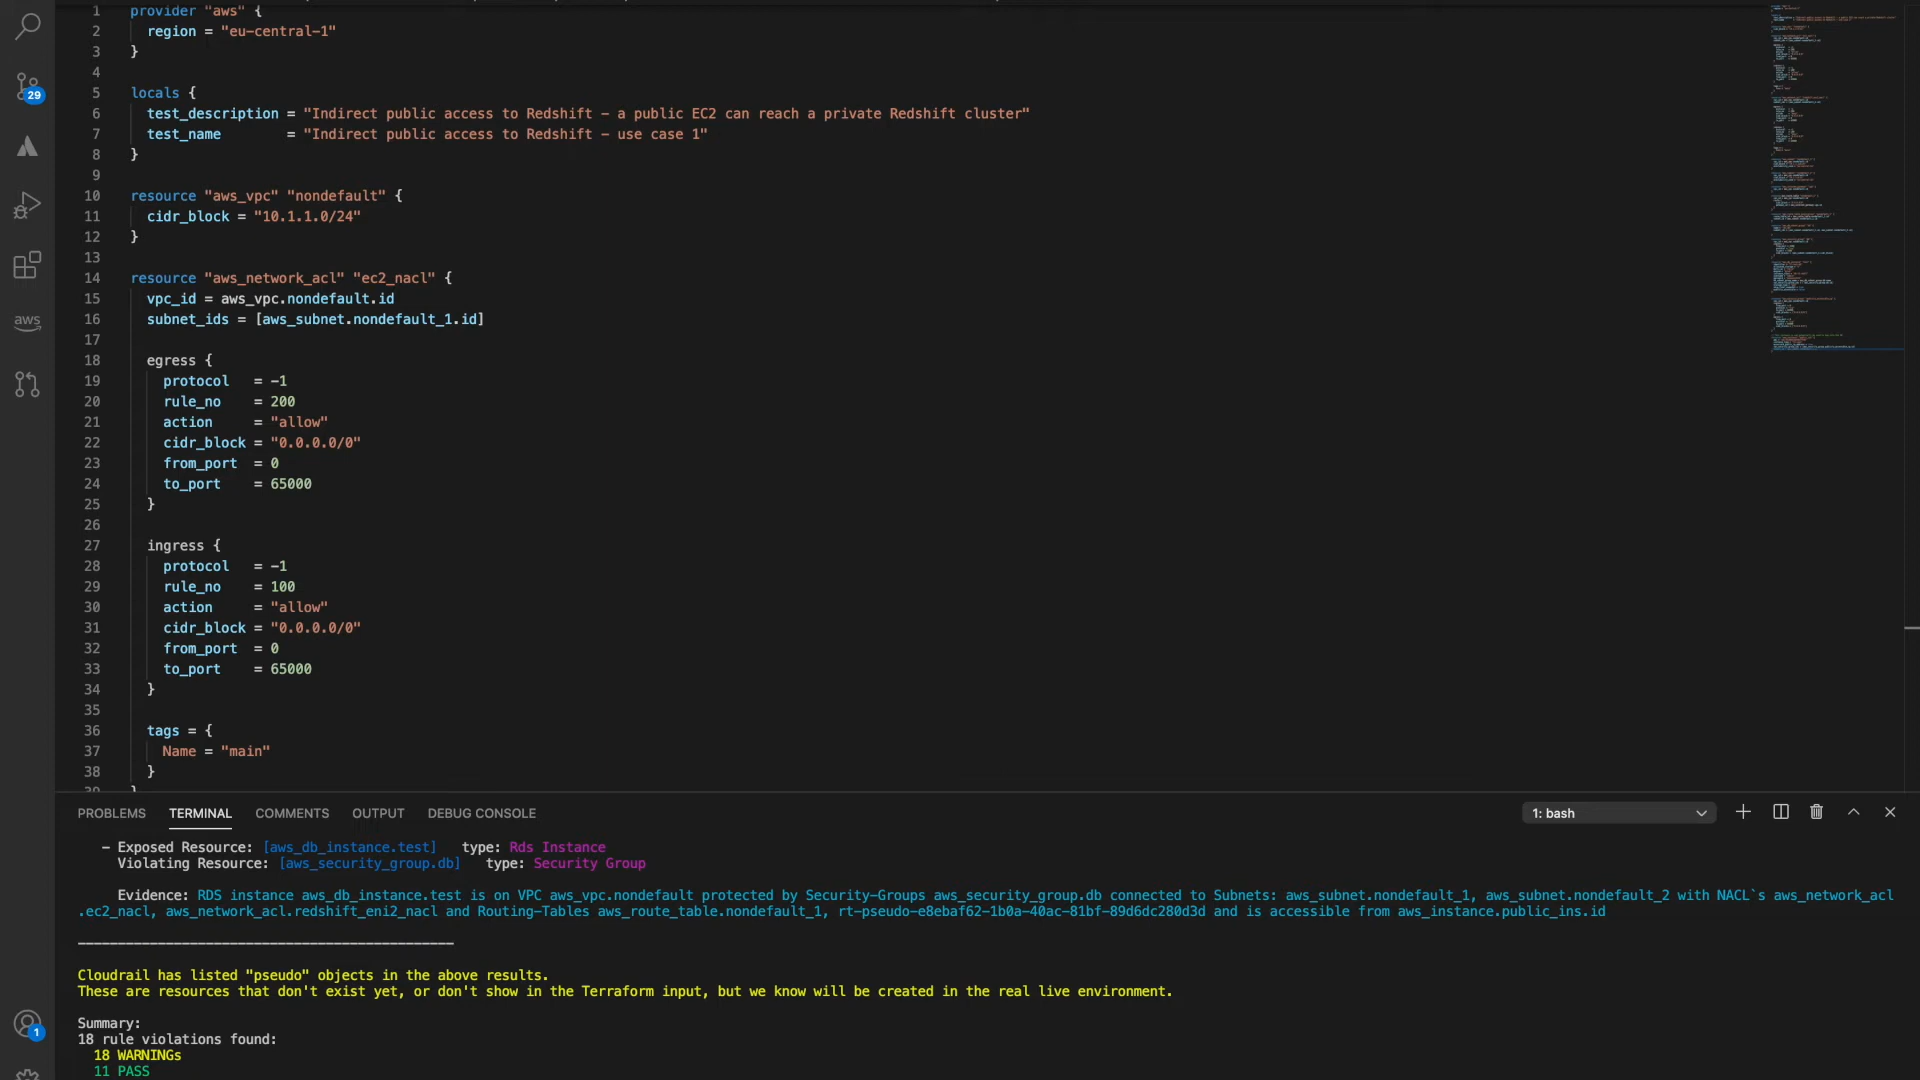 1 provider "aws" {
2 region = "eu-central-1"
3 }
4
5 locals {
6 test_description = "Indirect public access to Redshift – a public EC2 can reach a private Redshift cluster"
7 test_name = "Indirect public access to Redshift – use case 1"
8 }
9
10 resource "aws_vpc" "nondefault" {
11 cidr_block = "10.1.1.0/24"
12 }
13
14 resource "aws_network_acl" "ec2_nacl" {
15 vpc_id = aws_vpc.nondefault.id
16 subnet_ids = [aws_subnet.nondefault_1.id]
17
18 egress {
19 protocol = -1
20 rule_no = 200
21 action = "allow"
22 cidr_block = "0.0.0.0/0"
23 from_port = 0
24 to_port = 65000
25 }
26
27 ingress {
28 protocol = -1
29 rule_no = 100
30 action = "allow"
31 cidr_block = "0.0.0.0/0"
32 from_port = 0
33 to_port = 65000
34 }
35
36 tags = {
37 Name = "main"
38 }
39 }
29
aws
1
PROBLEMS TERMINAL COMMENTS OUTPUT DEBUG CONSOLE 1: bash
- Exposed Resource: [aws_db_instance.test] type: Rds Instance
Violating Resource: [aws_security_group.db] type: Security Group
Evidence: RDS instance aws_db_instance.test is on VPC aws_vpc.nondefault protected by Security-Groups aws_security_group.db connected to Subnets: aws_subnet.nondefault_1, aws_subnet.nondefault_2 with NACL`s aws_network_acl
.ec2_nacl, aws_network_acl.redshift_eni2_nacl and Routing-Tables aws_route_table.nondefault_1, rt-pseudo-e8ebaf62-1b0a-40ac-81bf-89d6dc280d3d and is accessible from aws_instance.public_ins.id
Cloudrail has listed "pseudo" objects in the above results.
These are resources that don't exist yet, or don't show in the Terraform input, but we know will be created in the real live environment.
Summary:
18 rule violations found:
18 WARNINGs
11 PASS